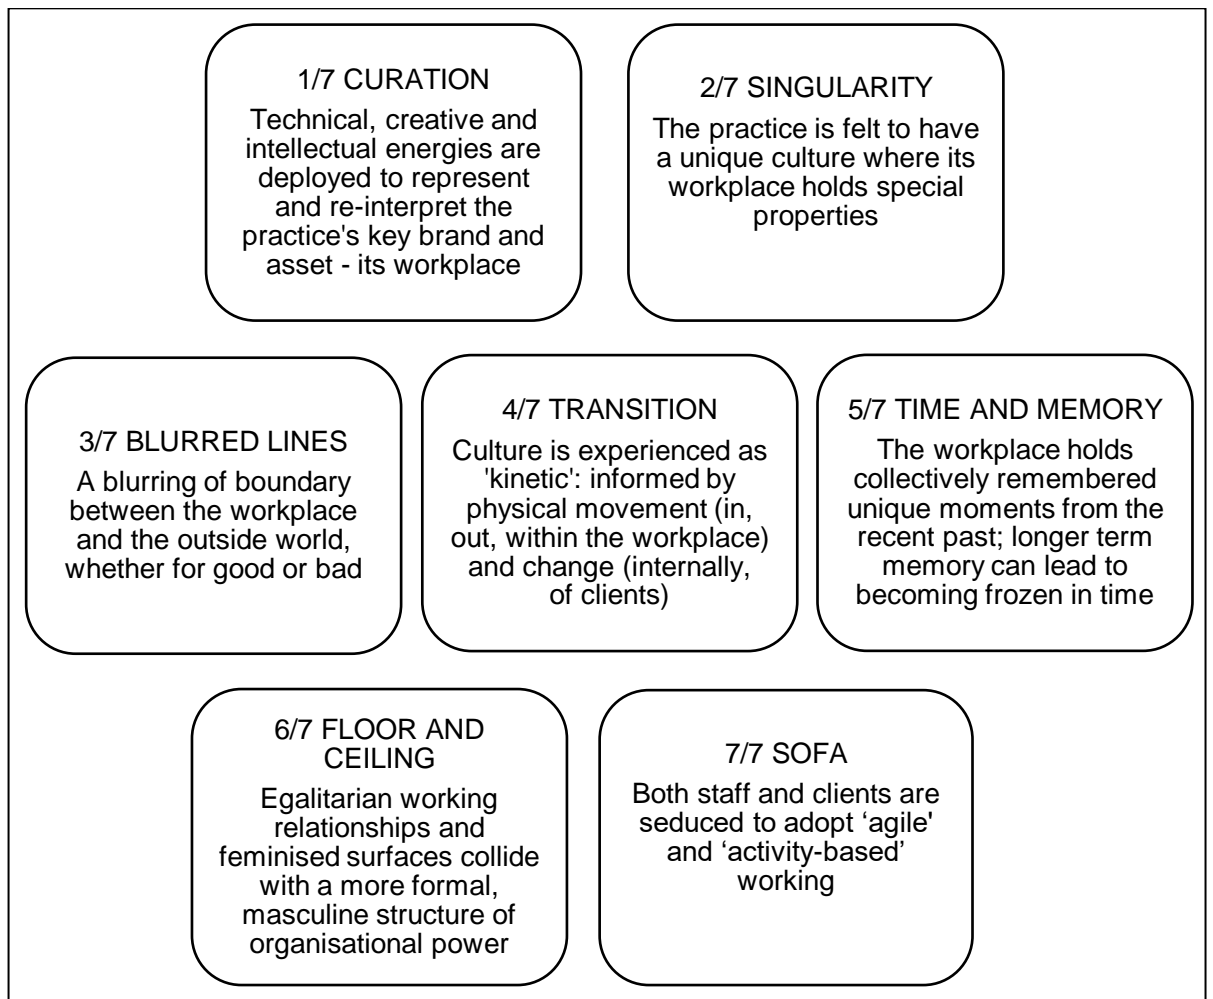 1/7 CURATION
Technical, creative and
intellectual energies are
deployed to represent
and re-interpret the
practice's key brand and
asset - its workplace
2/7 SINGULARITY
The practice is felt to have
a unique culture where its
workplace holds special
properties
3/7 BLURRED LINES
A blurring of boundary
between the workplace
and the outside world,
whether for good or bad
4/7 TRANSITION
Culture is experienced as
'kinetic': informed by
physical movement (in,
out, within the workplace)
and change (internally,
of clients)
5/7 TIME AND MEMORY
The workplace holds
collectively remembered
unique moments from the
recent past; longer term
memory can lead to
becoming frozen in time
6/7 FLOOR AND
CEILING
Egalitarian working
relationships and
feminised surfaces collide
with a more formal,
masculine structure of
organisational power
7/7 SOFA
Both staff and clients are
seduced to adopt ‘agile'
and ‘activity-based’
working